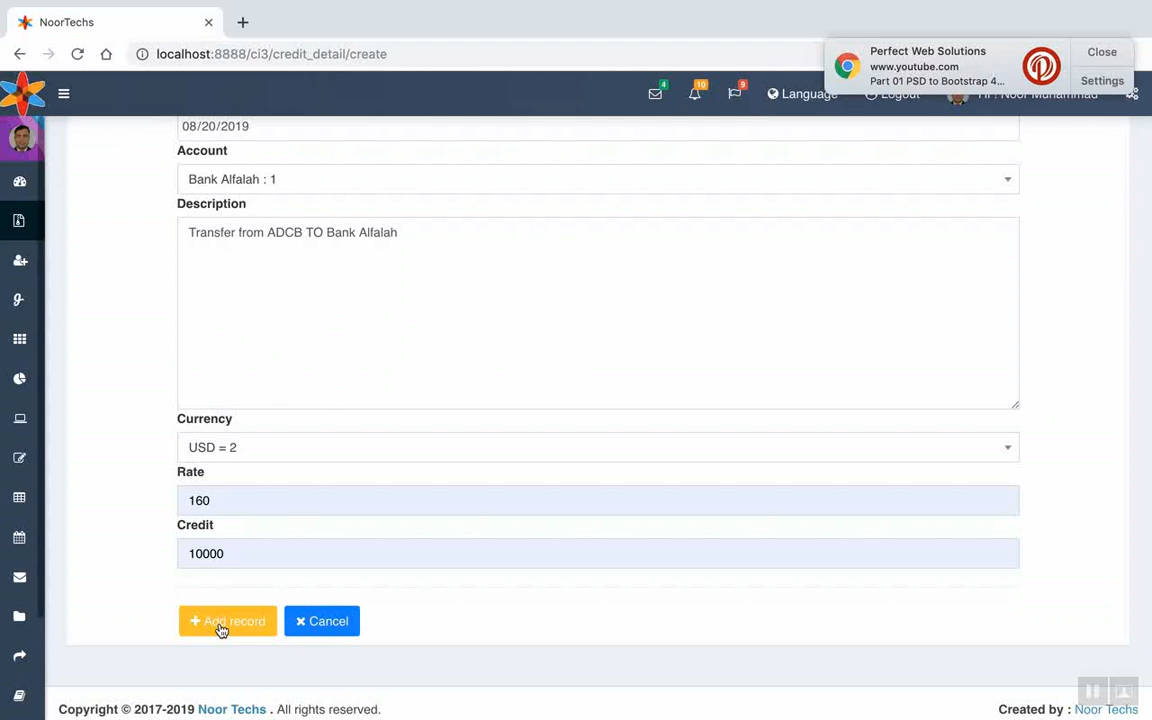 NoorTechs
localhost:8888/ci3/credit_detail/create
Perfect Web Solutions
www.youtube.com
Part 01 PSD to Bootstrap 4...
Close
Settings
4
10
9
Language
Logout
Hi ! Noor Muhammad
08/20/2019
Account
Bank Alfalah : 1
Description
Transfer from ADCB TO Bank Alfalah
Currency
USD = 2
Rate
160
Credit
10000
Add record
Cancel
Copyright © 2017-2019 Noor Techs . All rights reserved.
Created by : Noor Techs